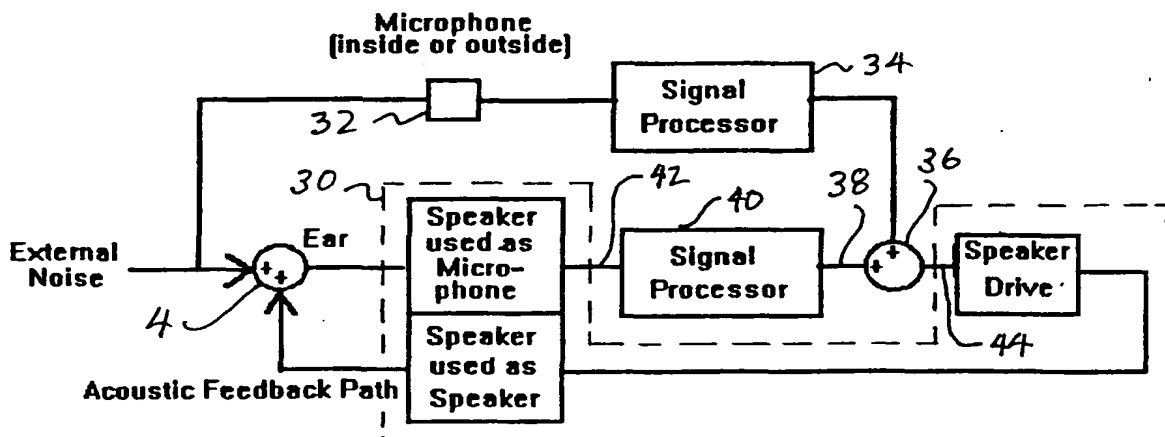 Microphone
(inside or outside)
32
Signal
Processor
34
36
30
42
40
38
External
Noise
Ear
4
Speaker
used as
Micro-
phone
Signal
Processor
Speaker
Drive
44
Speaker
used as
Speaker
Acoustic Feedback Path